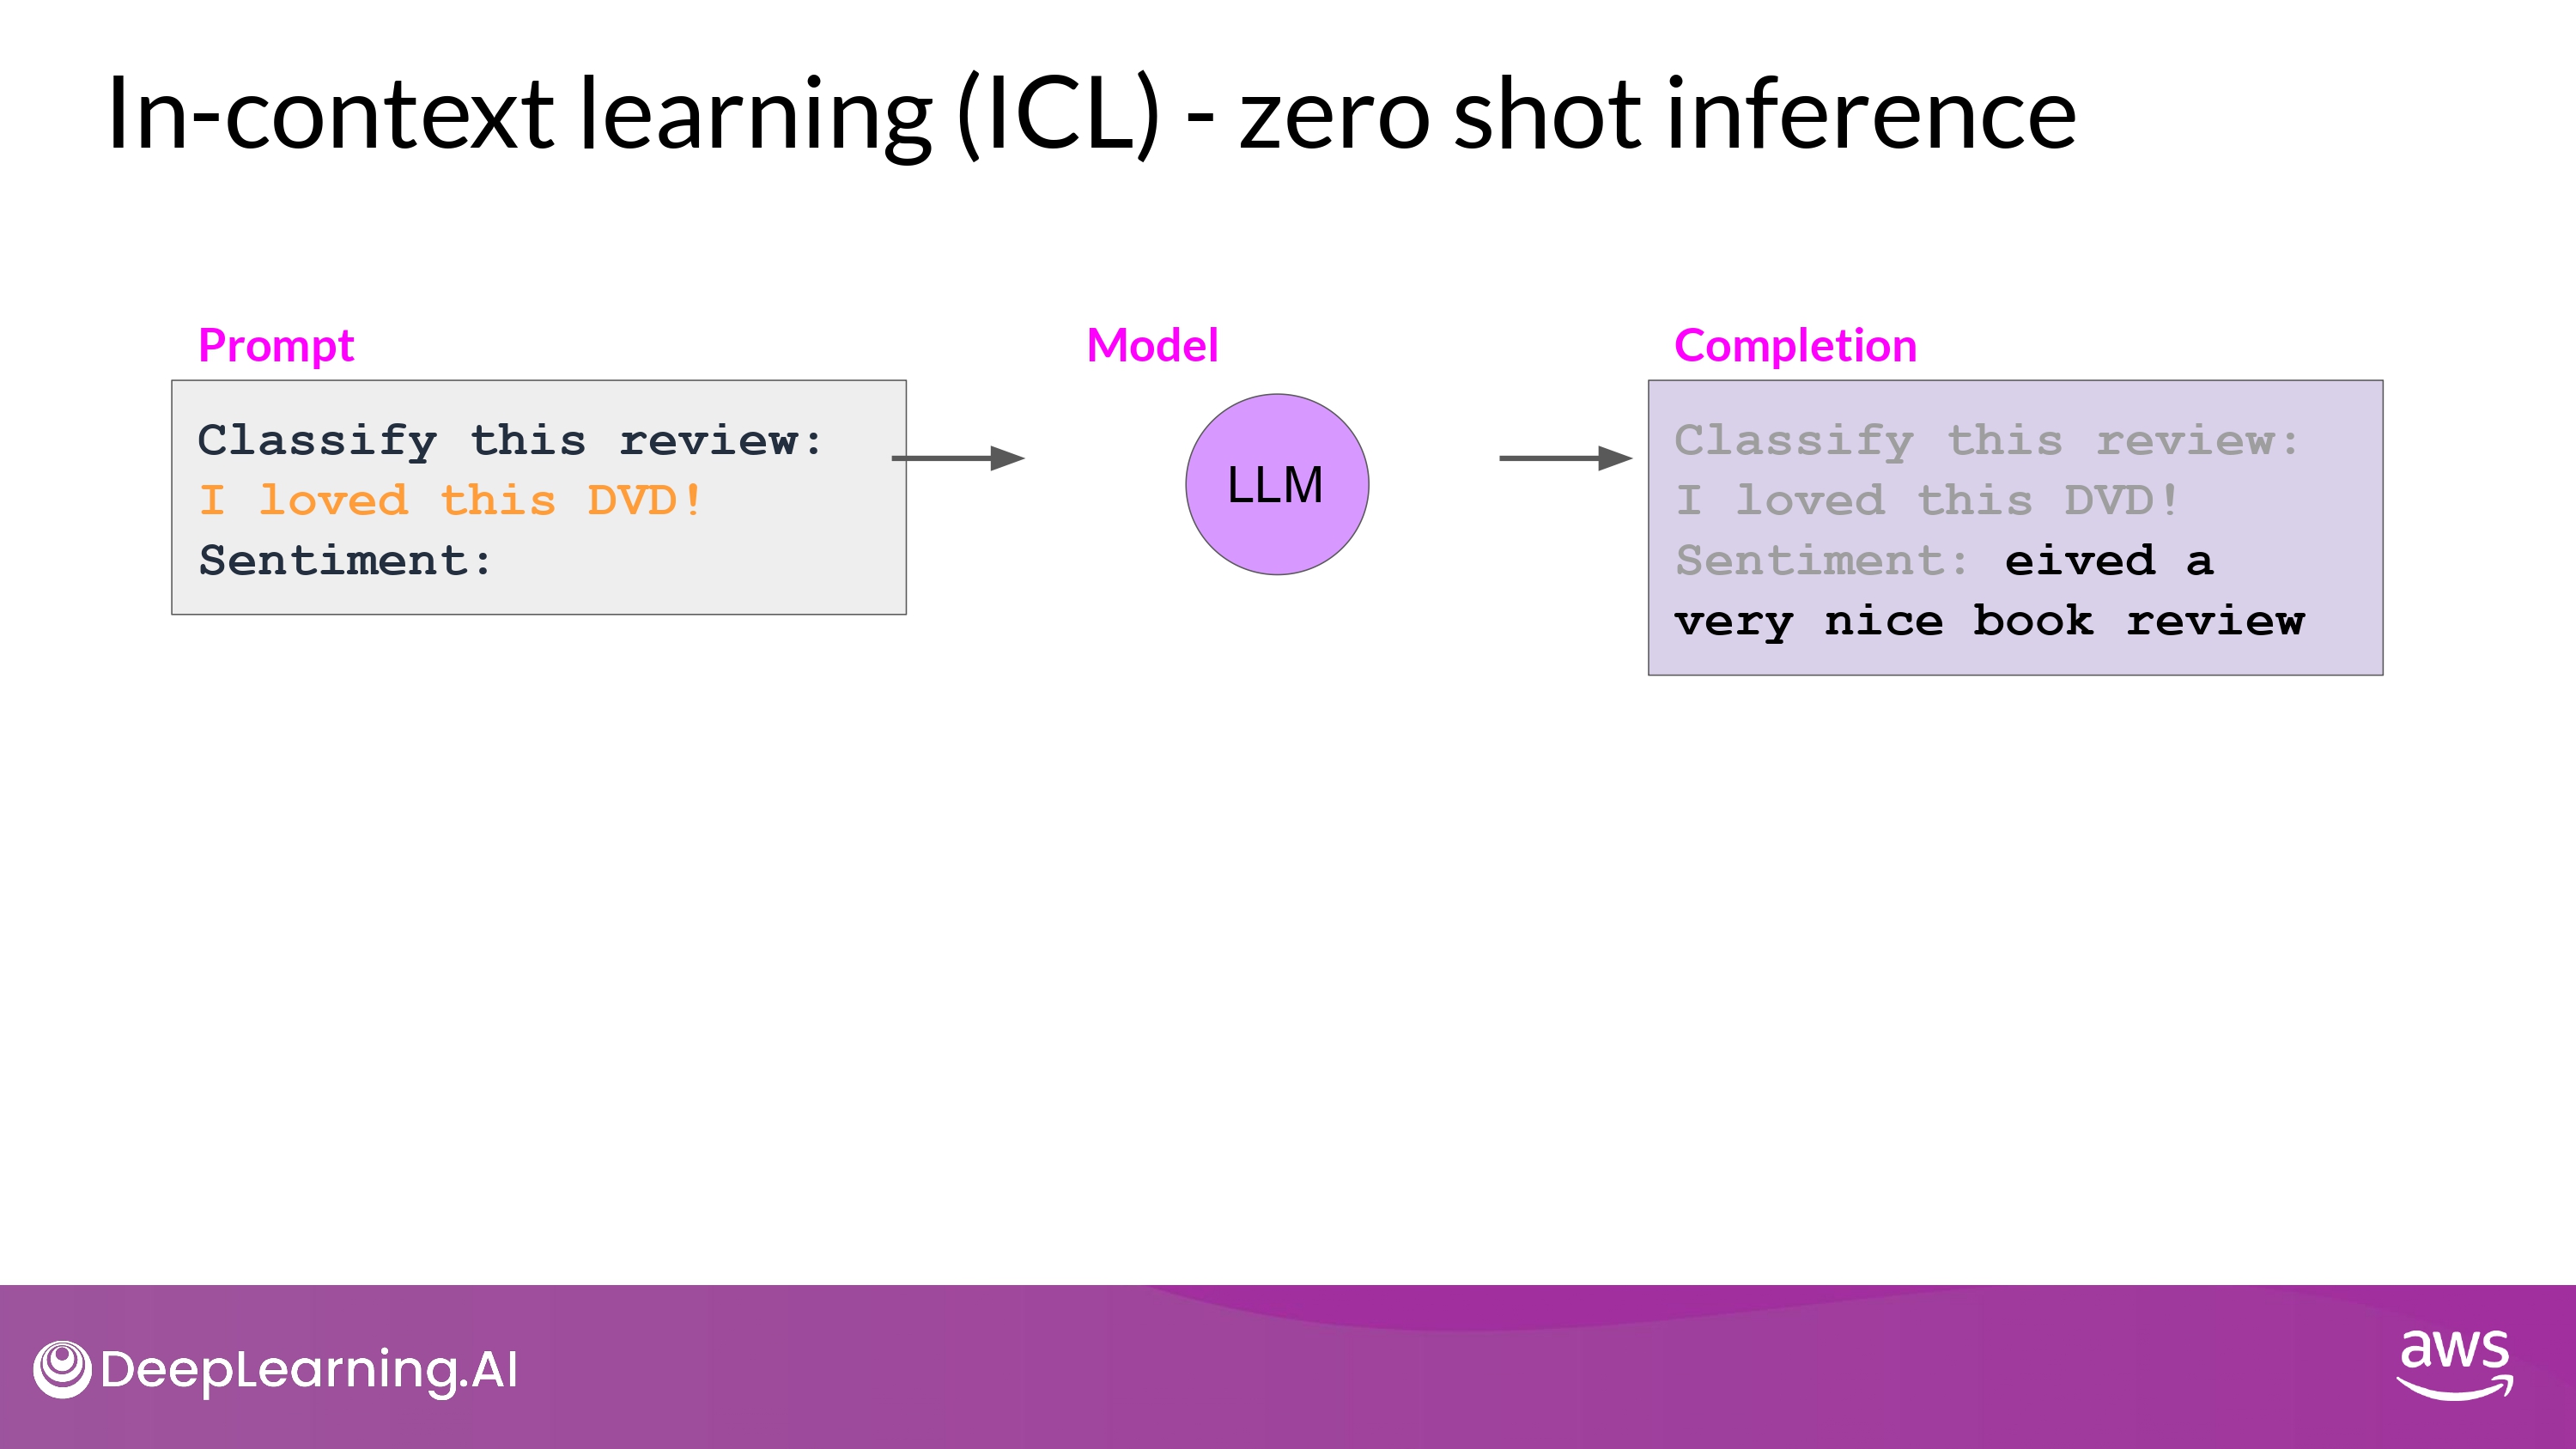 In-context learning (ICL) - zero shot inference
Prompt
Classify this review:
I loved this DVD!
Sentiment:
Model
LLM
Completion
Classify this review:
I loved this DVD!
Sentiment: eived a
very nice book review
DeepLearning.AI
aws